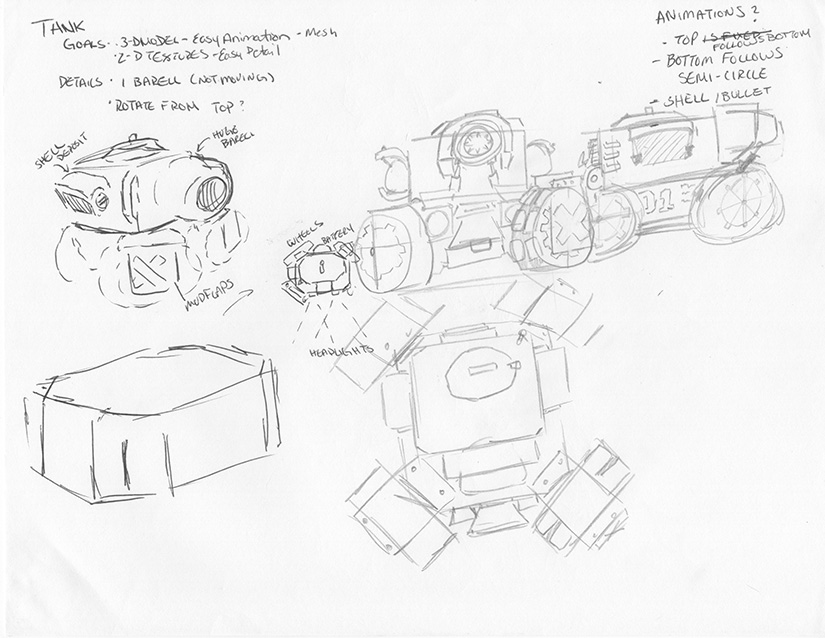 TANK
GOALS · 3-D MODEL - Easy Animation - Mesh
· 2-D TEXTURES - Easy Detail
DETAILS · 1 BARELL (NOT MOVING)
· ROTATE FROM TOP?
SHELL
DEPOSIT
HUGE
BARELL
MUDFLAPS
WHEELS
BATTERY
HEADLIGHTS
01
ANIMATIONS?
- TOP IS FIXED
FOLLOWS BOTTOM
- BOTTOM FOLLOWS
SEMI-CIRCLE
- SHELL / BULLET